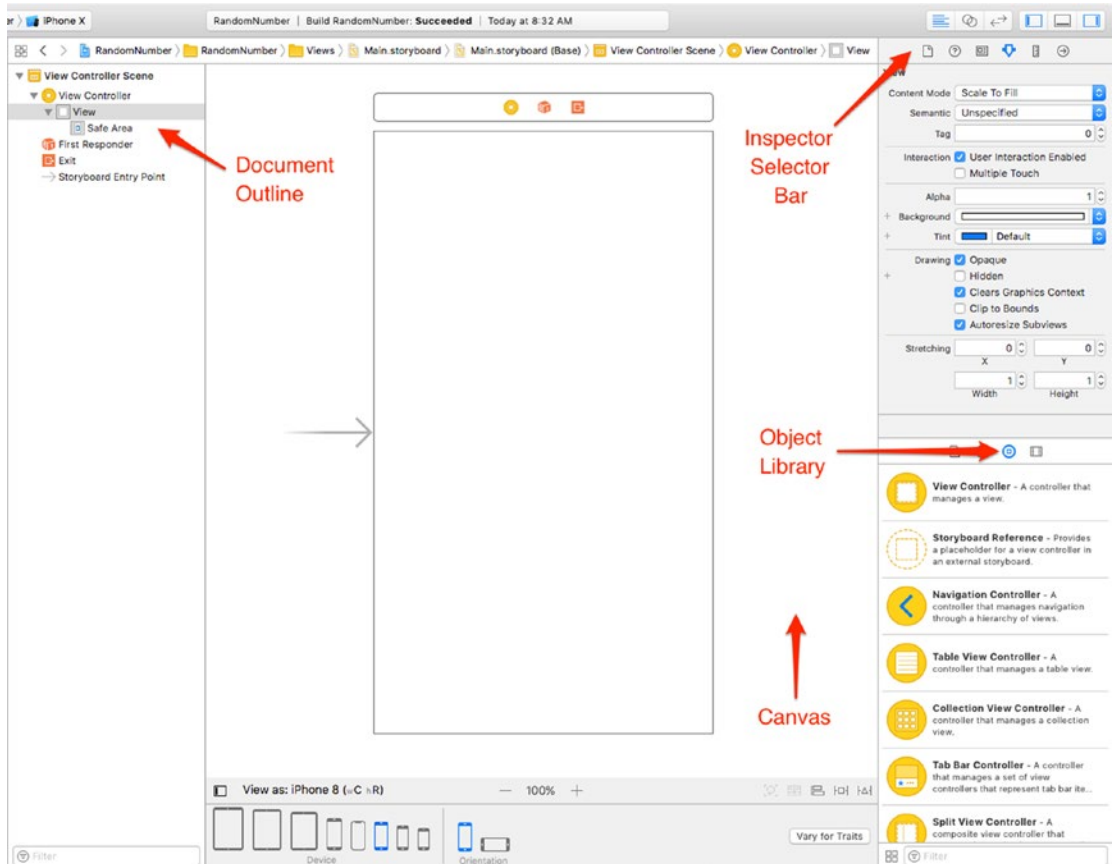 er > iPhone X
RandomNumber | Build RandomNumber: Succeeded | Today at 8:32 AM
RandomNumber > RandomNumber > Views > Main.storyboard > Main.storyboard (Base) > View Controller Scene > View Controller > View
View Controller Scene
View Controller
View
Safe Area
First Responder
Exit
Storyboard Entry Point
Document
Outline
Filter
Inspector
Selector
Bar
Object
Library
Canvas
View as: iPhone 8 (wC hR)
— 100% +
Device
Orientation
Vary for Traits
View
Content Mode Scale To Fill
Semantic Unspecified
Tag 0
Interaction User Interaction Enabled
Multiple Touch
Alpha 1
+ Background
+ Tint Default
Drawing Opaque
+ Hidden
Clears Graphics Context
Clip to Bounds
Autoresize Subviews
Stretching 0 0
X Y
1 1
Width Height
View Controller - A controller that
manages a view.
Storyboard Reference - Provides
a placeholder for a view controller in
an external storyboard.
Navigation Controller - A
controller that manages navigation
through a hierarchy of views.
Table View Controller - A
controller that manages a table view.
Collection View Controller - A
controller that manages a collection
view.
Tab Bar Controller - A controller
that manages a set of view
controllers that represent tab bar ite...
Split View Controller - A
composite view controller that
Filter